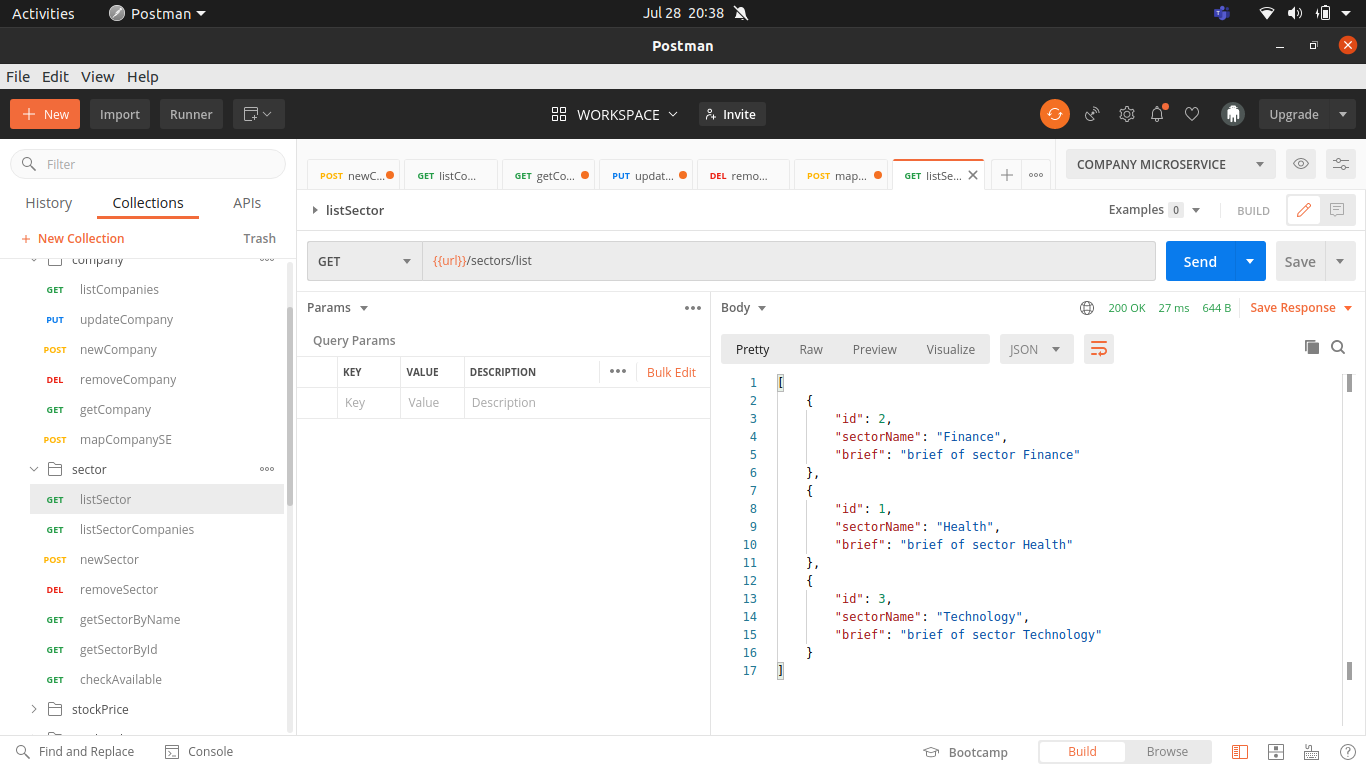 Activities Postman Jul 28 20:38
Postman
File Edit View Help
New Import Runner WORKSPACE Invite Upgrade
Filter
POST newC... GET listCo... GET getCo... PUT updat... DEL remo... POST map... GET listSe... COMPANY MICROSERVICE
History Collections APIs
listSector Examples 0 BUILD
+ New Collection Trash
company
GET {{url}}/sectors/list Send Save
GET listCompanies
PUT updateCompany
POST newCompany
DEL removeCompany
GET getCompany
POST mapCompanySE
sector
GET listSector
GET listSectorCompanies
POST newSector
DEL removeSector
GET getSectorByName
GET getSectorById
GET checkAvailable
stockPrice
Params
Query Params
KEY VALUE DESCRIPTION Bulk Edit
Key Value Description
Body 200 OK 27 ms 644 B Save Response
Pretty Raw Preview Visualize JSON
1 [
2 {
3 "id": 2,
4 "sectorName": "Finance",
5 "brief": "brief of sector Finance"
6 },
7 {
8 "id": 1,
9 "sectorName": "Health",
10 "brief": "brief of sector Health"
11 },
12 {
13 "id": 3,
14 "sectorName": "Technology",
15 "brief": "brief of sector Technology"
16 }
17 ]
Find and Replace Console Bootcamp Build Browse